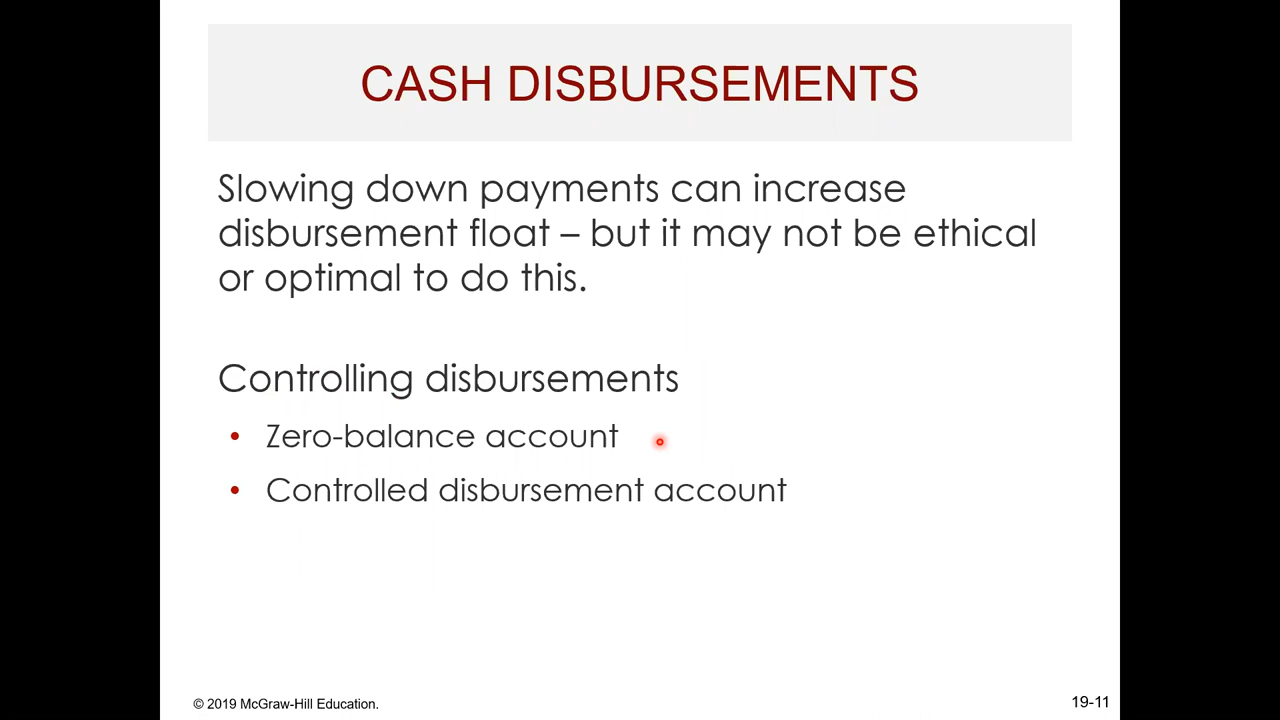 CASH DISBURSEMENTS
Slowing down payments can increase
disbursement float – but it may not be ethical
or optimal to do this.
Controlling disbursements
• Zero-balance account
• Controlled disbursement account
© 2019 McGraw-Hill Education.
19-11